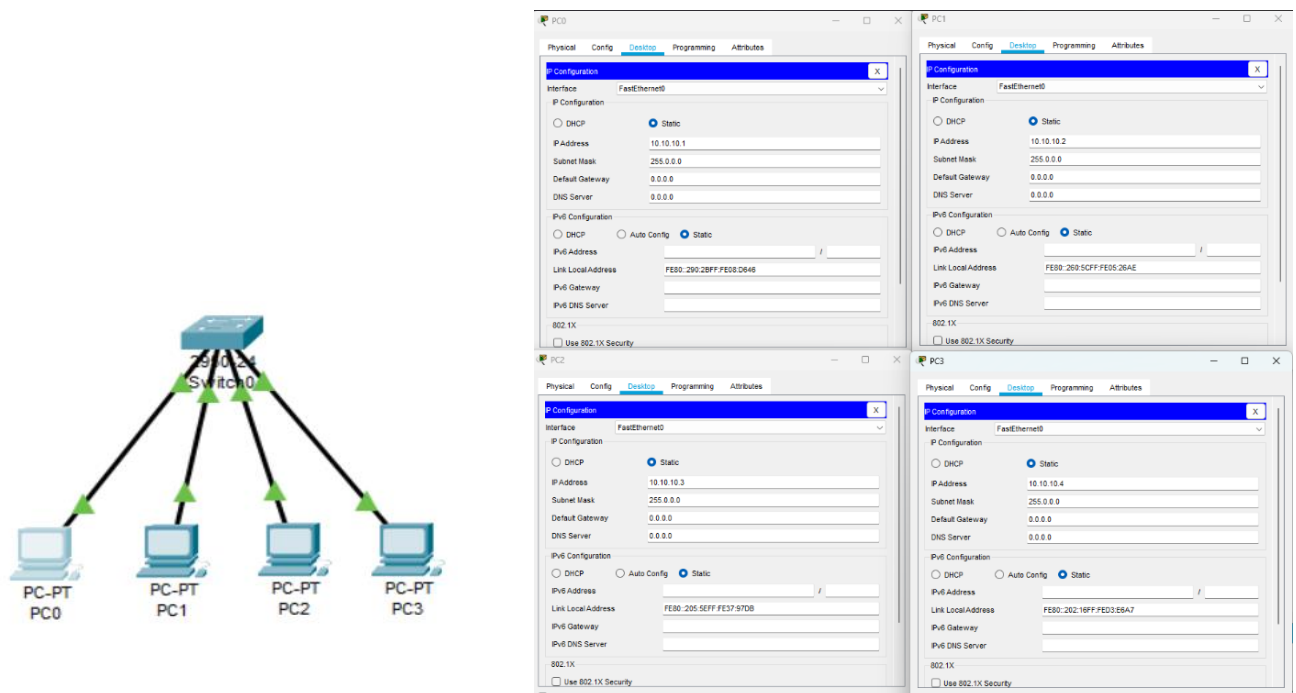 2950-24
Switch0
PC-PT
PC0
PC-PT
PC1
PC-PT
PC2
PC-PT
PC3
PC0
Physical Config Desktop Programming Attributes
IP Configuration X
Interface FastEthernet0
IP Configuration
DHCP Static
IP Address 10.10.10.1
Subnet Mask 255.0.0.0
Default Gateway 0.0.0.0
DNS Server 0.0.0.0
IPv6 Configuration
DHCP Auto Config Static
IPv6 Address /
Link Local Address FE80::290:2BFF:FE08:D646
IPv6 Gateway
IPv6 DNS Server
802.1X
Use 802.1X Security
PC1
Physical Config Desktop Programming Attributes
IP Configuration X
Interface FastEthernet0
IP Configuration
DHCP Static
IP Address 10.10.10.2
Subnet Mask 255.0.0.0
Default Gateway 0.0.0.0
DNS Server 0.0.0.0
IPv6 Configuration
DHCP Auto Config Static
IPv6 Address /
Link Local Address FE80::260:5CFF:FE05:26AE
IPv6 Gateway
IPv6 DNS Server
802.1X
Use 802.1X Security
PC2
Physical Config Desktop Programming Attributes
IP Configuration X
Interface FastEthernet0
IP Configuration
DHCP Static
IP Address 10.10.10.3
Subnet Mask 255.0.0.0
Default Gateway 0.0.0.0
DNS Server 0.0.0.0
IPv6 Configuration
DHCP Auto Config Static
IPv6 Address /
Link Local Address FE80::205:5EFF:FE37:97DB
IPv6 Gateway
IPv6 DNS Server
802.1X
Use 802.1X Security
PC3
Physical Config Desktop Programming Attributes
IP Configuration X
Interface FastEthernet0
IP Configuration
DHCP Static
IP Address 10.10.10.4
Subnet Mask 255.0.0.0
Default Gateway 0.0.0.0
DNS Server 0.0.0.0
IPv6 Configuration
DHCP Auto Config Static
IPv6 Address /
Link Local Address FE80::202:16FF:FED3:E6A7
IPv6 Gateway
IPv6 DNS Server
802.1X
Use 802.1X Security